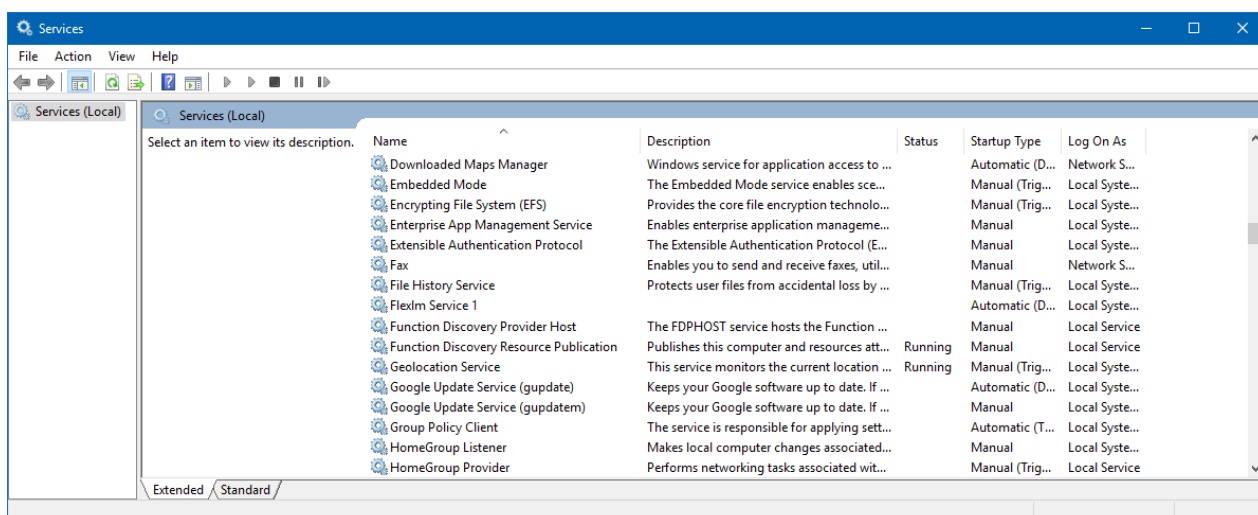 Services
File Action View Help
Services (Local)
Services (Local)
Select an item to view its description.
Name Description Status Startup Type Log On As
Downloaded Maps Manager Windows service for application access to ... Automatic (D... Network S...
Embedded Mode The Embedded Mode service enables sce... Manual (Trig... Local Syste...
Encrypting File System (EFS) Provides the core file encryption technolo... Manual (Trig... Local Syste...
Enterprise App Management Service Enables enterprise application manageme... Manual Local Syste...
Extensible Authentication Protocol The Extensible Authentication Protocol (E... Manual Local Syste...
Fax Enables you to send and receive faxes, util... Manual Network S...
File History Service Protects user files from accidental loss by ... Manual (Trig... Local Syste...
Flexlm Service 1 Automatic (D... Local Syste...
Function Discovery Provider Host The FDPHOST service hosts the Function ... Manual Local Service
Function Discovery Resource Publication Publishes this computer and resources att... Running Manual Local Service
Geolocation Service This service monitors the current location ... Running Manual (Trig... Local Syste...
Google Update Service (gupdate) Keeps your Google software up to date. If ... Automatic (D... Local Syste...
Google Update Service (gupdatem) Keeps your Google software up to date. If ... Manual Local Syste...
Group Policy Client The service is responsible for applying sett... Automatic (T... Local Syste...
HomeGroup Listener Makes local computer changes associated... Manual Local Syste...
HomeGroup Provider Performs networking tasks associated wit... Manual (Trig... Local Service
Extended Standard